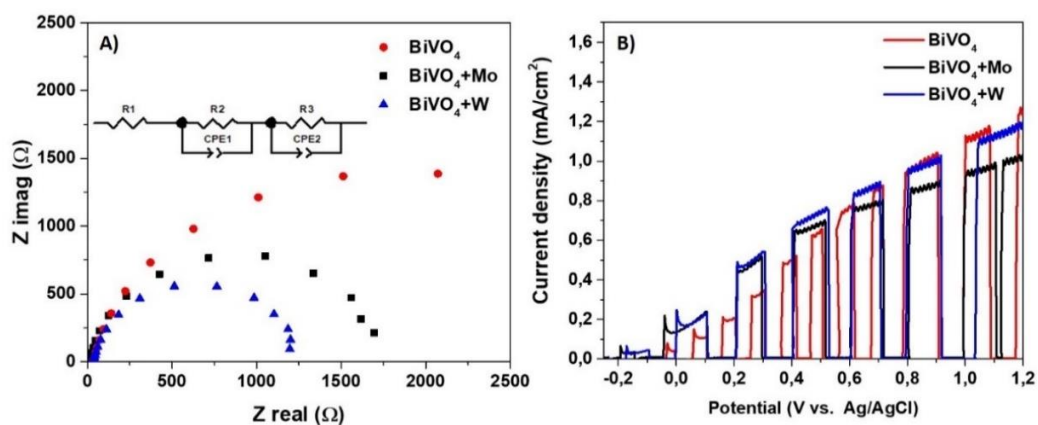 A)
BiVO₄
BiVO₄+Mo
BiVO₄+W
R1 R2 R3
CPE1 CPE2
Z imag (Ω)
2500
2000
1500
1000
500
0
0 500 1000 1500 2000 2500
Z real (Ω)
B)
BiVO₄
BiVO₄+Mo
BiVO₄+W
Current density (mA/cm²)
1,6
1,4
1,2
1,0
0,8
0,6
0,4
0,2
0,0
-0,2 0,0 0,2 0,4 0,6 0,8 1,0 1,2
Potential (V vs. Ag/AgCl)